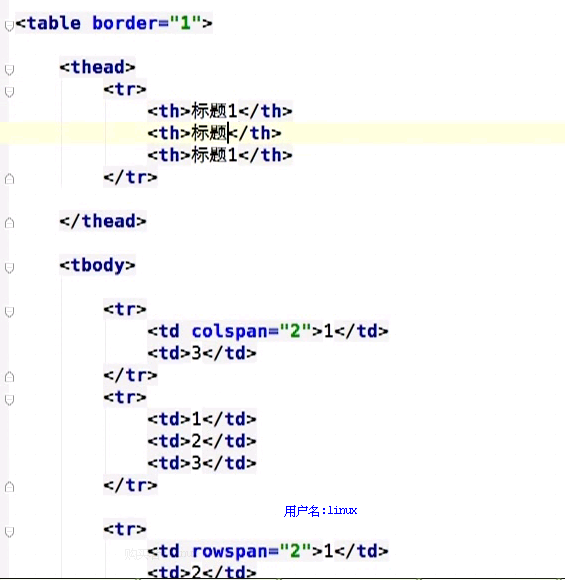 <table border="1">
<thead>
<tr>
<th>标题1</th>
<th>标题</th>
<th>标题1</th>
</tr>
</thead>
<tbody>
<tr>
<td colspan="2">1</td>
<td>3</td>
</tr>
<tr>
<td>1</td>
<td>2</td>
<td>3</td>
</tr>
用户名:linux
<tr>
<td rowspan="2">1</td>
<td>2</td>